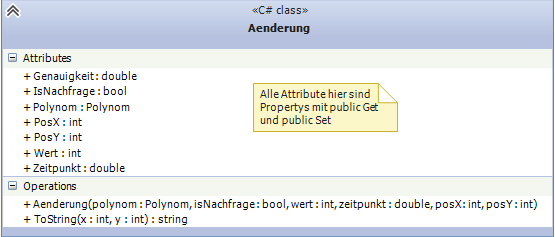 «C# class»
Aenderung
Attributes
+ Genauigkeit : double
+ IsNachfrage : bool
+ Polynom : Polynom
+ PosX : int
+ PosY : int
+ Wert : int
+ Zeitpunkt : double
Alle Attribute hier sind
Propertys mit public Get
und public Set
Operations
+ Aenderung(polynom : Polynom, isNachfrage : bool, wert : int, zeitpunkt : double, posX : int, posY : int)
+ ToString(x : int, y : int) : string